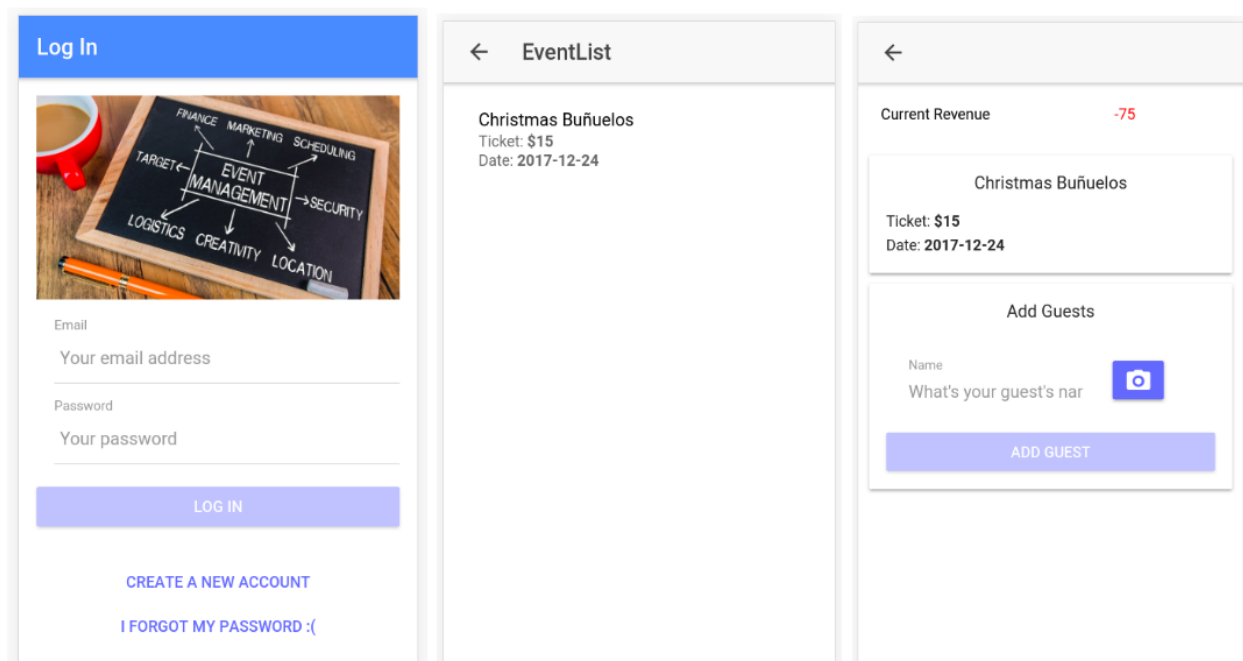 Log In
FINANCE MARKETING SCHEDULING
TARGET
EVENT
MANAGEMENT
SECURITY
LOGISTICS CREATIVITY LOCATION
Email
Your email address
Password
Your password
LOG IN
CREATE A NEW ACCOUNT
I FORGOT MY PASSWORD :(
EventList
Christmas Buñuelos
Ticket: $15
Date: 2017-12-24
Current Revenue -75
Christmas Buñuelos
Ticket: $15
Date: 2017-12-24
Add Guests
Name
What's your guest's nar
ADD GUEST